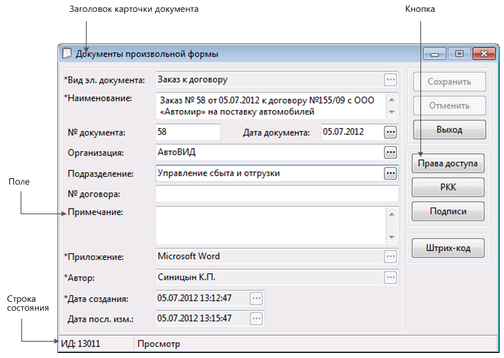 Заголовок карточки документа
Кнопка
Документы произвольной формы
*Вид эл. документа: Заказ к договору
Сохранить
*Наименование: Заказ № 58 от 05.07.2012 к договору №155/09 с ООО
«Автомир» на поставку автомобилей
Отменить
№ документа: 58 Дата документа: 05.07.2012
Выход
Организация: АвтоВИД
Права доступа
Подразделение: Управление сбыта и отгрузки
РКК
№ договора:
Поле
Примечание:
Подписи
Штрих-код
*Приложение: Microsoft Word
*Автор: Синицын К.П.
*Дата создания: 05.07.2012 13:12:47
Строка
состояния
Дата посл. изм.: 05.07.2012 13:15:47
ИД: 13011 Просмотр